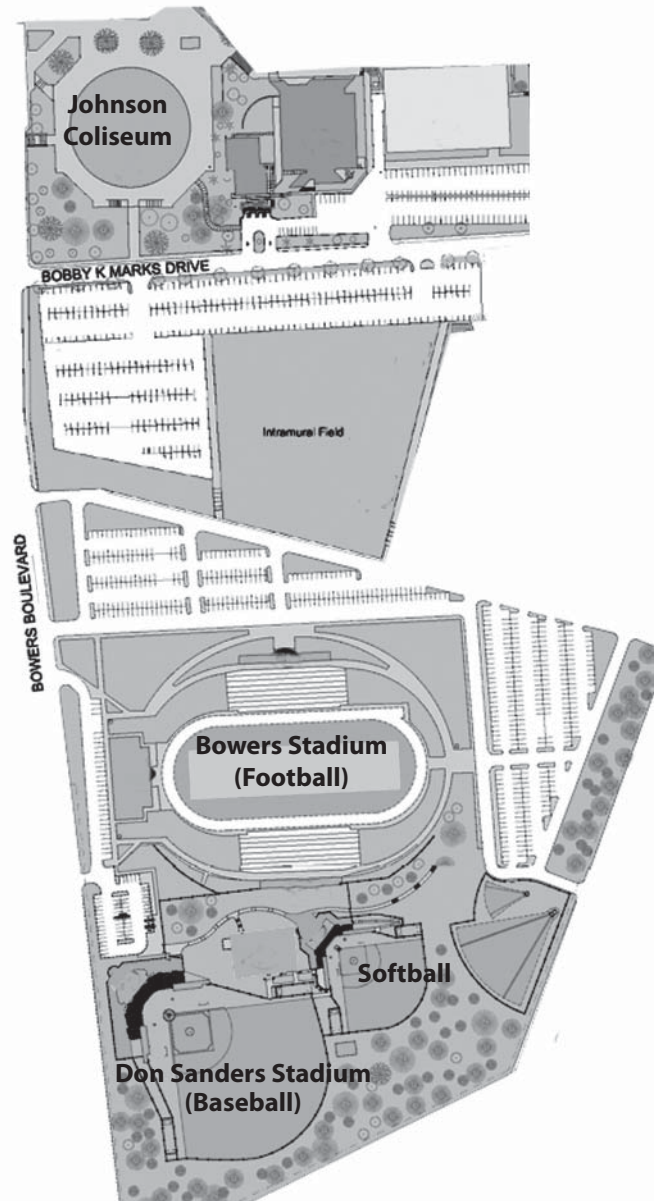 Johnson
Coliseum
BOBBY K MARKS DRIVE
Intramural Field
BOWERS BOULEVARD
Bowers Stadium
(Football)
Softball
Don Sanders Stadium
(Baseball)